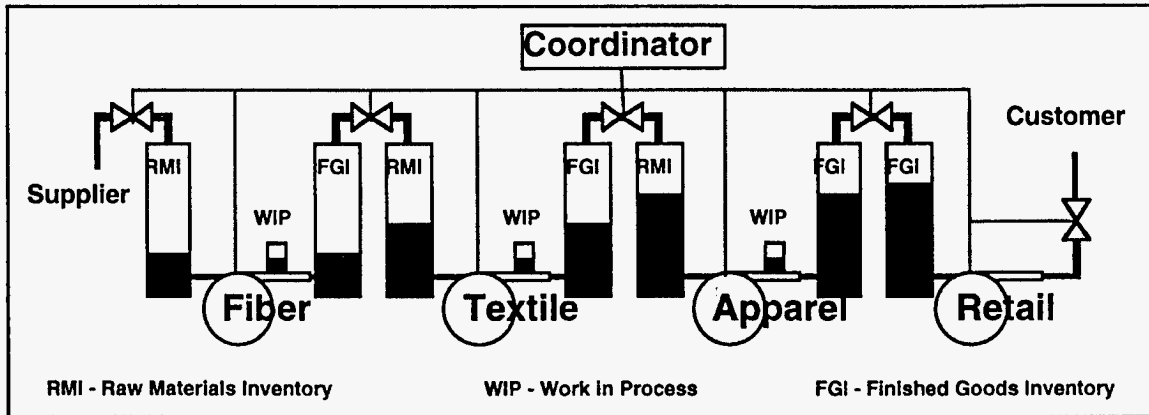 Coordinator
Customer
RMI
FGI
RMI
FGI
RMI
FGI
FGI
Supplier
WIP
WIP
WIP
Fiber
Textile
Apparel
Retail
RMI - Raw Materials Inventory
WIP - Work in Process
FGI - Finished Goods Inventory